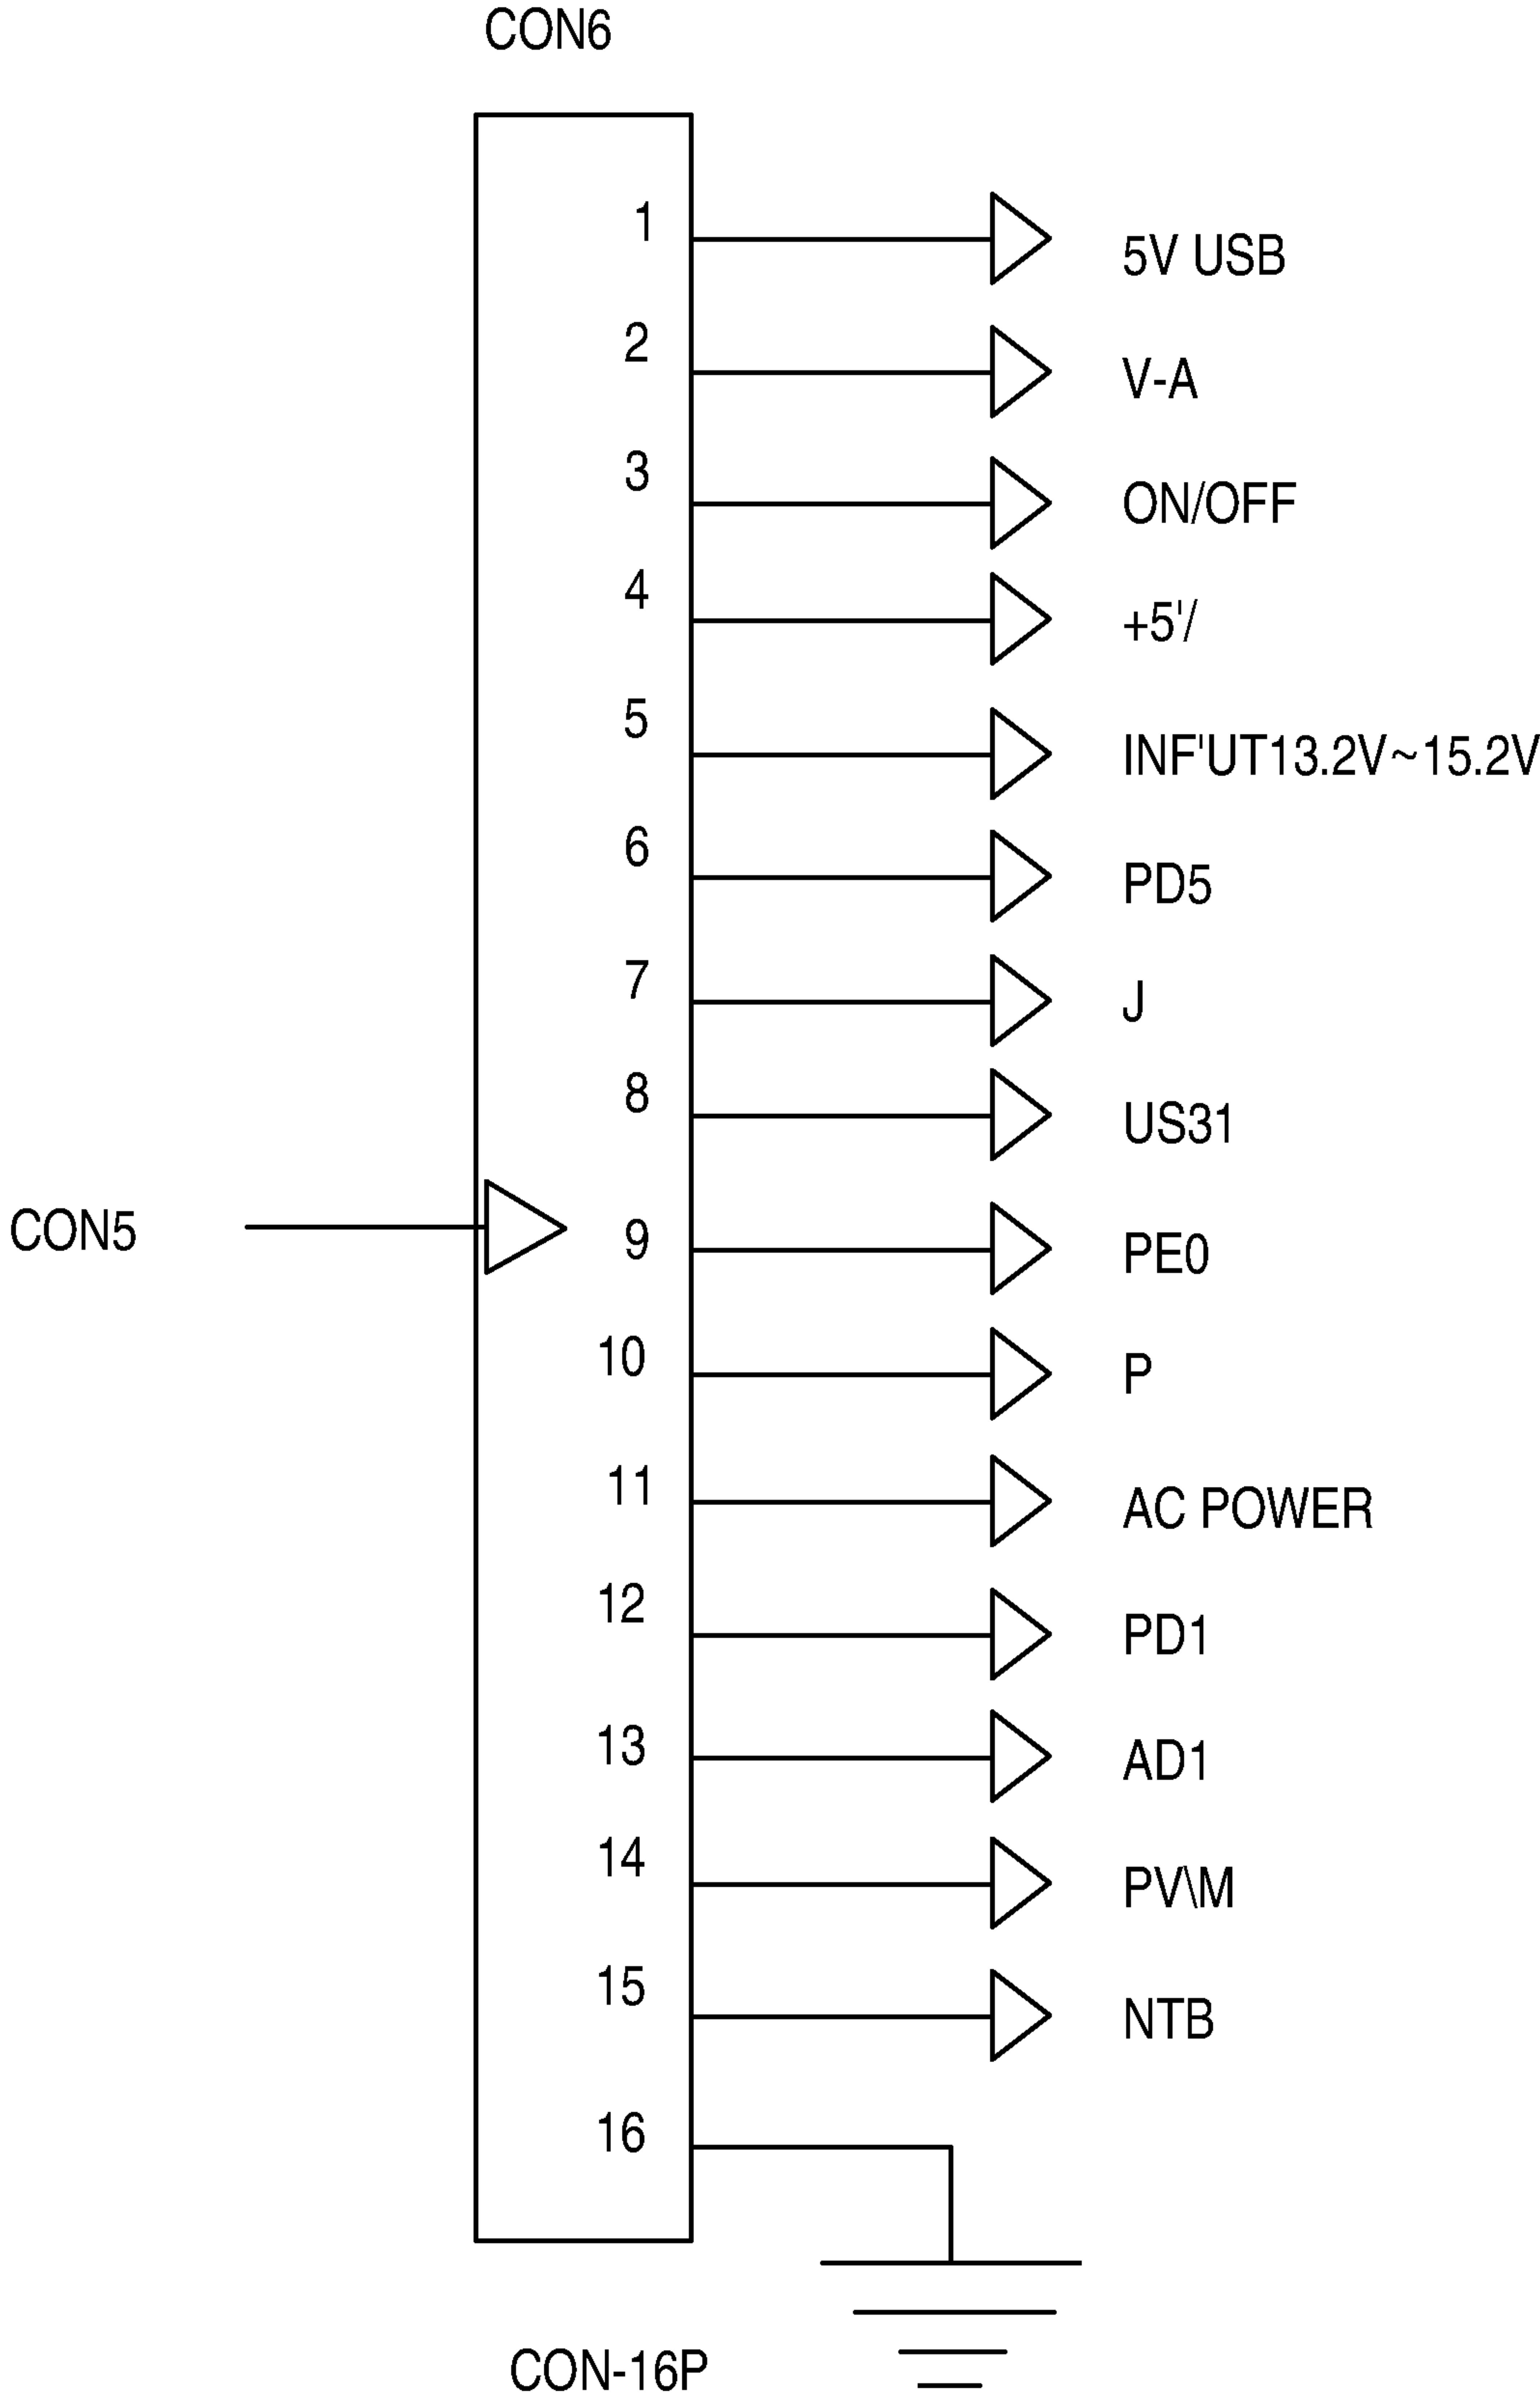 CON6
1 5V USB
2 V-A
3 ON/OFF
4 +5'/
5 INF'UT13.2V~15.2V
6 PD5
7 J
8 US31
CON5 9 PE0
10 P
11 AC POWER
12 PD1
13 AD1
14 PV\M
15 NTB
16
CON-16P